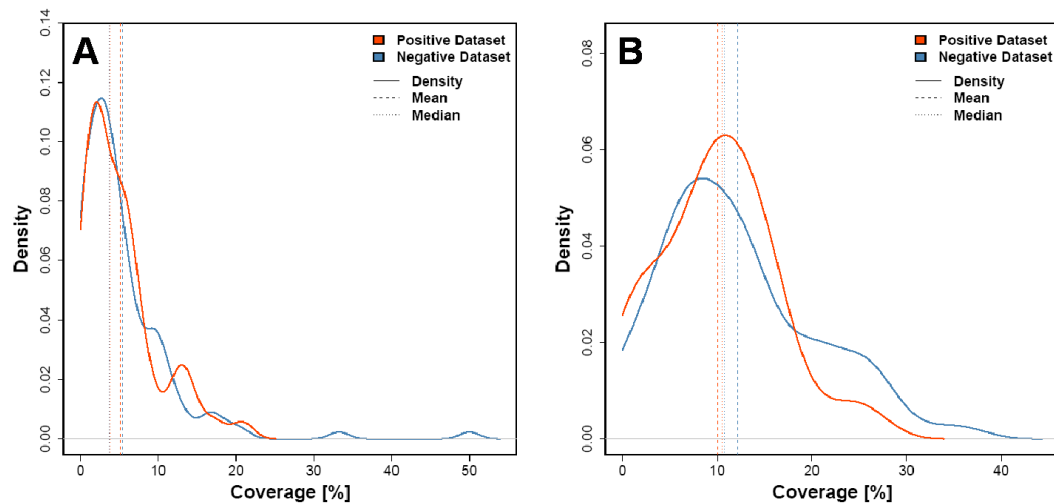 A
Positive Dataset
Negative Dataset
Density
Mean
Median
Density
0.00 0.02 0.04 0.06 0.08 0.10 0.12 0.14
0 10 20 30 40 50
Coverage [%]
B
Positive Dataset
Negative Dataset
Density
Mean
Median
Density
0.00 0.02 0.04 0.06 0.08
0 10 20 30 40
Coverage [%]